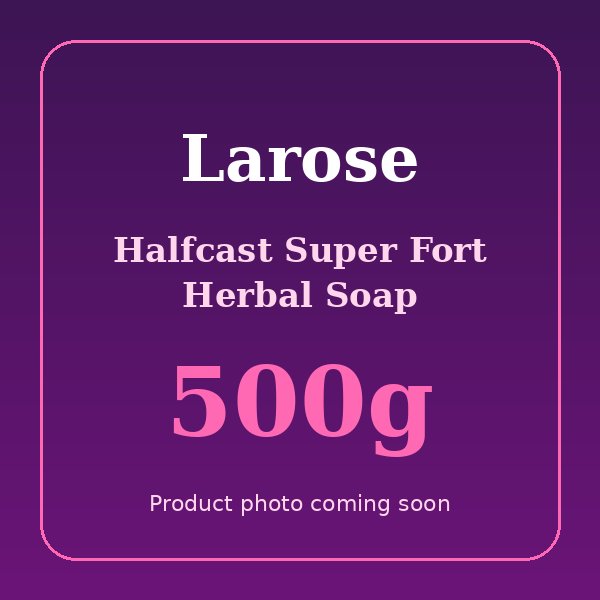 Larose
Halfcast Super Fort
Herbal Soap
500g
Product photo coming soon